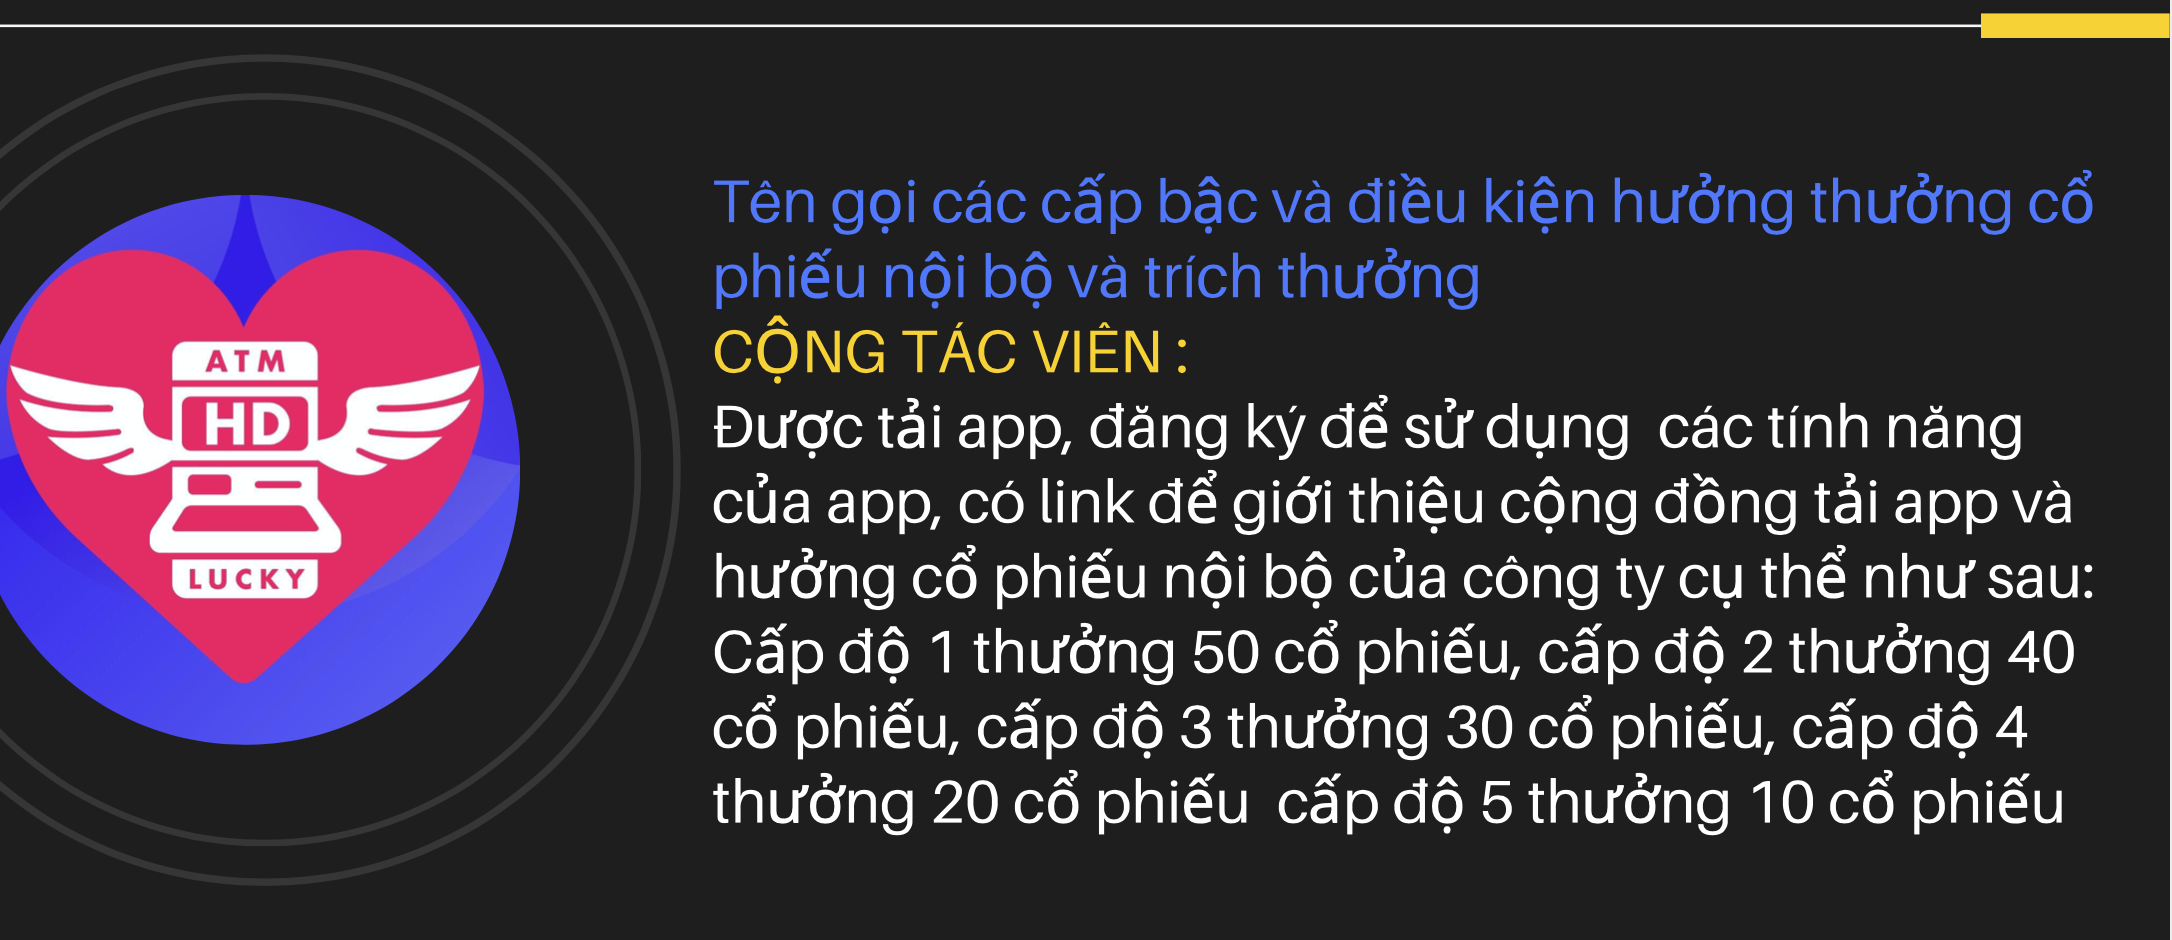 ATM
HD
LUCKY
Tên gọi các cấp bậc và điều kiện hưởng thưởng cổ
phiếu nội bộ và trích thưởng
CỘNG TÁC VIÊN :
Được tải app, đăng ký để sử dụng  các tính năng
của app, có link để giới thiệu cộng đồng tải app và
hưởng cổ phiếu nội bộ của công ty cụ thể như sau:
Cấp độ 1 thưởng 50 cổ phiếu, cấp độ 2 thưởng 40
cổ phiếu, cấp độ 3 thưởng 30 cổ phiếu, cấp độ 4
thưởng 20 cổ phiếu  cấp độ 5 thưởng 10 cổ phiếu